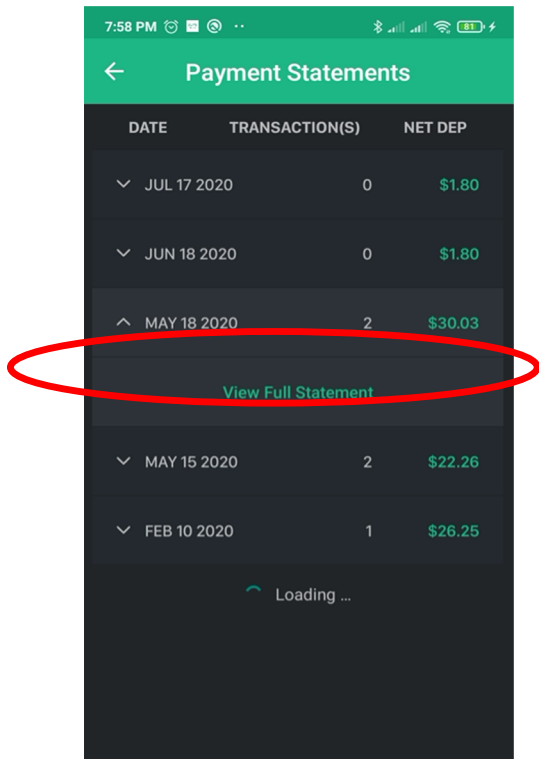 7:58 PM 81
Payment Statements
DATE TRANSACTION(S) NET DEP
JUL 17 2020 0 $1.80
JUN 18 2020 0 $1.80
MAY 18 2020 2 $30.03
View Full Statement
MAY 15 2020 2 $22.26
FEB 10 2020 1 $26.25
Loading ...